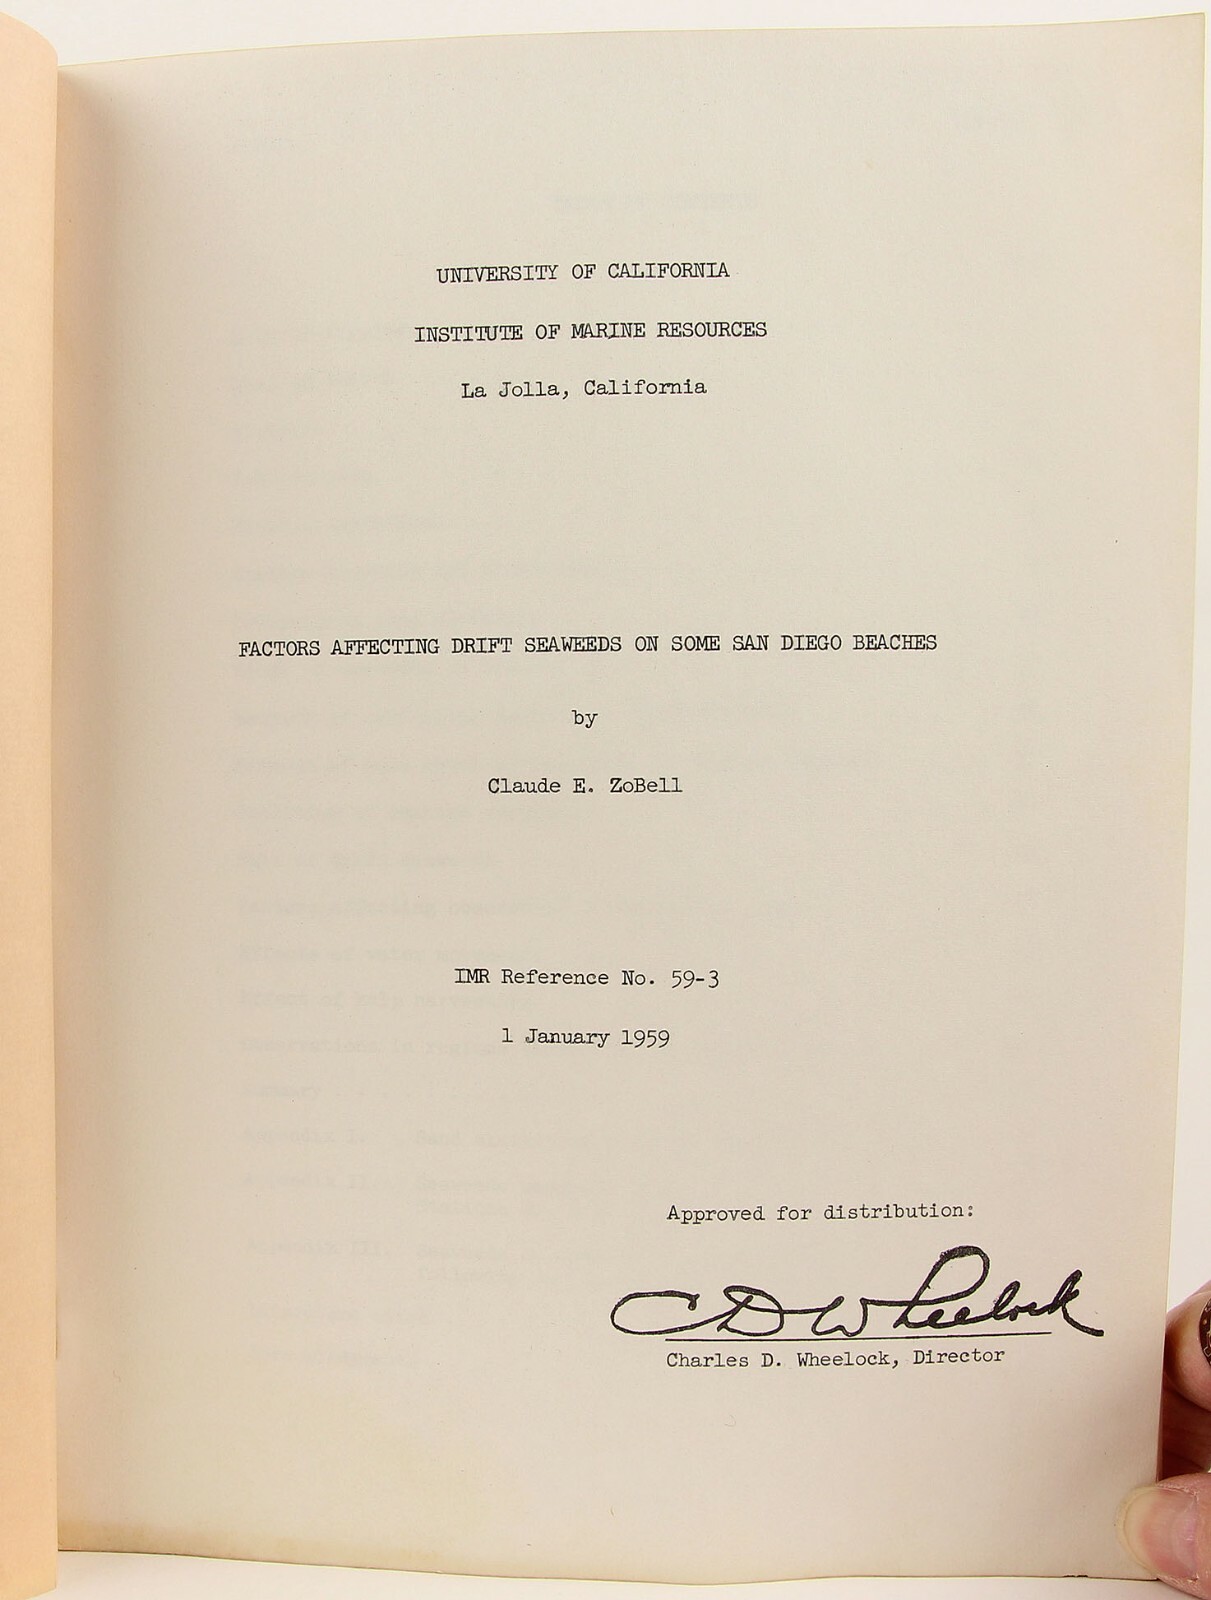 UNIVERSITY OF CALIFORNIA
INSTITUTE OF MARINE RESOURCES
La Jolla, California
FACTORS AFFECTING DRIFT SEAWEEDS ON SOME SAN DIEGO BEACHES
by
Claude E. ZoBell
IMR Reference No. 59-3
1 January 1959
Approved for distribution:
C D Wheelock
Charles D. Wheelock, Director